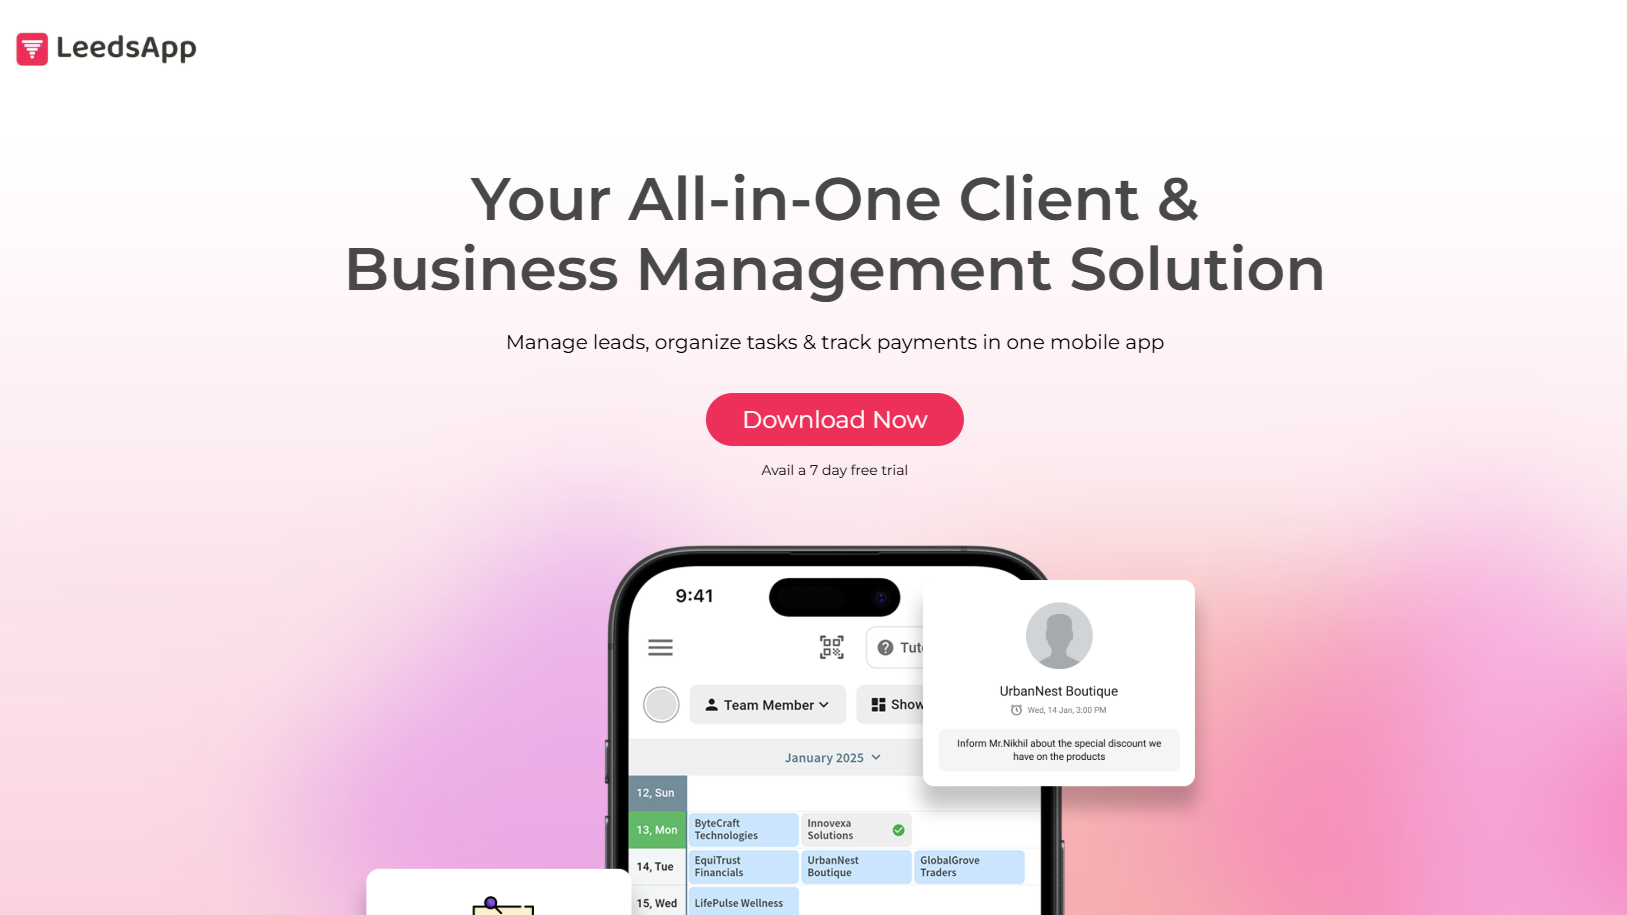 LeedsApp
Your All-in-One Client &
Business Management Solution
Manage leads, organize tasks & track payments in one mobile app
Download Now
Avail a 7 day free trial
9:41
Team Member
Show
January 2025
12, Sun
13, Mon
ByteCraft
Technologies
Innovexa
Solutions
14, Tue
EquiTrust
Financials
UrbanNest
Boutique
GlobalGrove
Traders
15, Wed
LifePulse Wellness
UrbanNest Boutique
Wed, 14 Jan, 3:00 PM
Inform Mr.Nikhil about the special discount we
have on the products